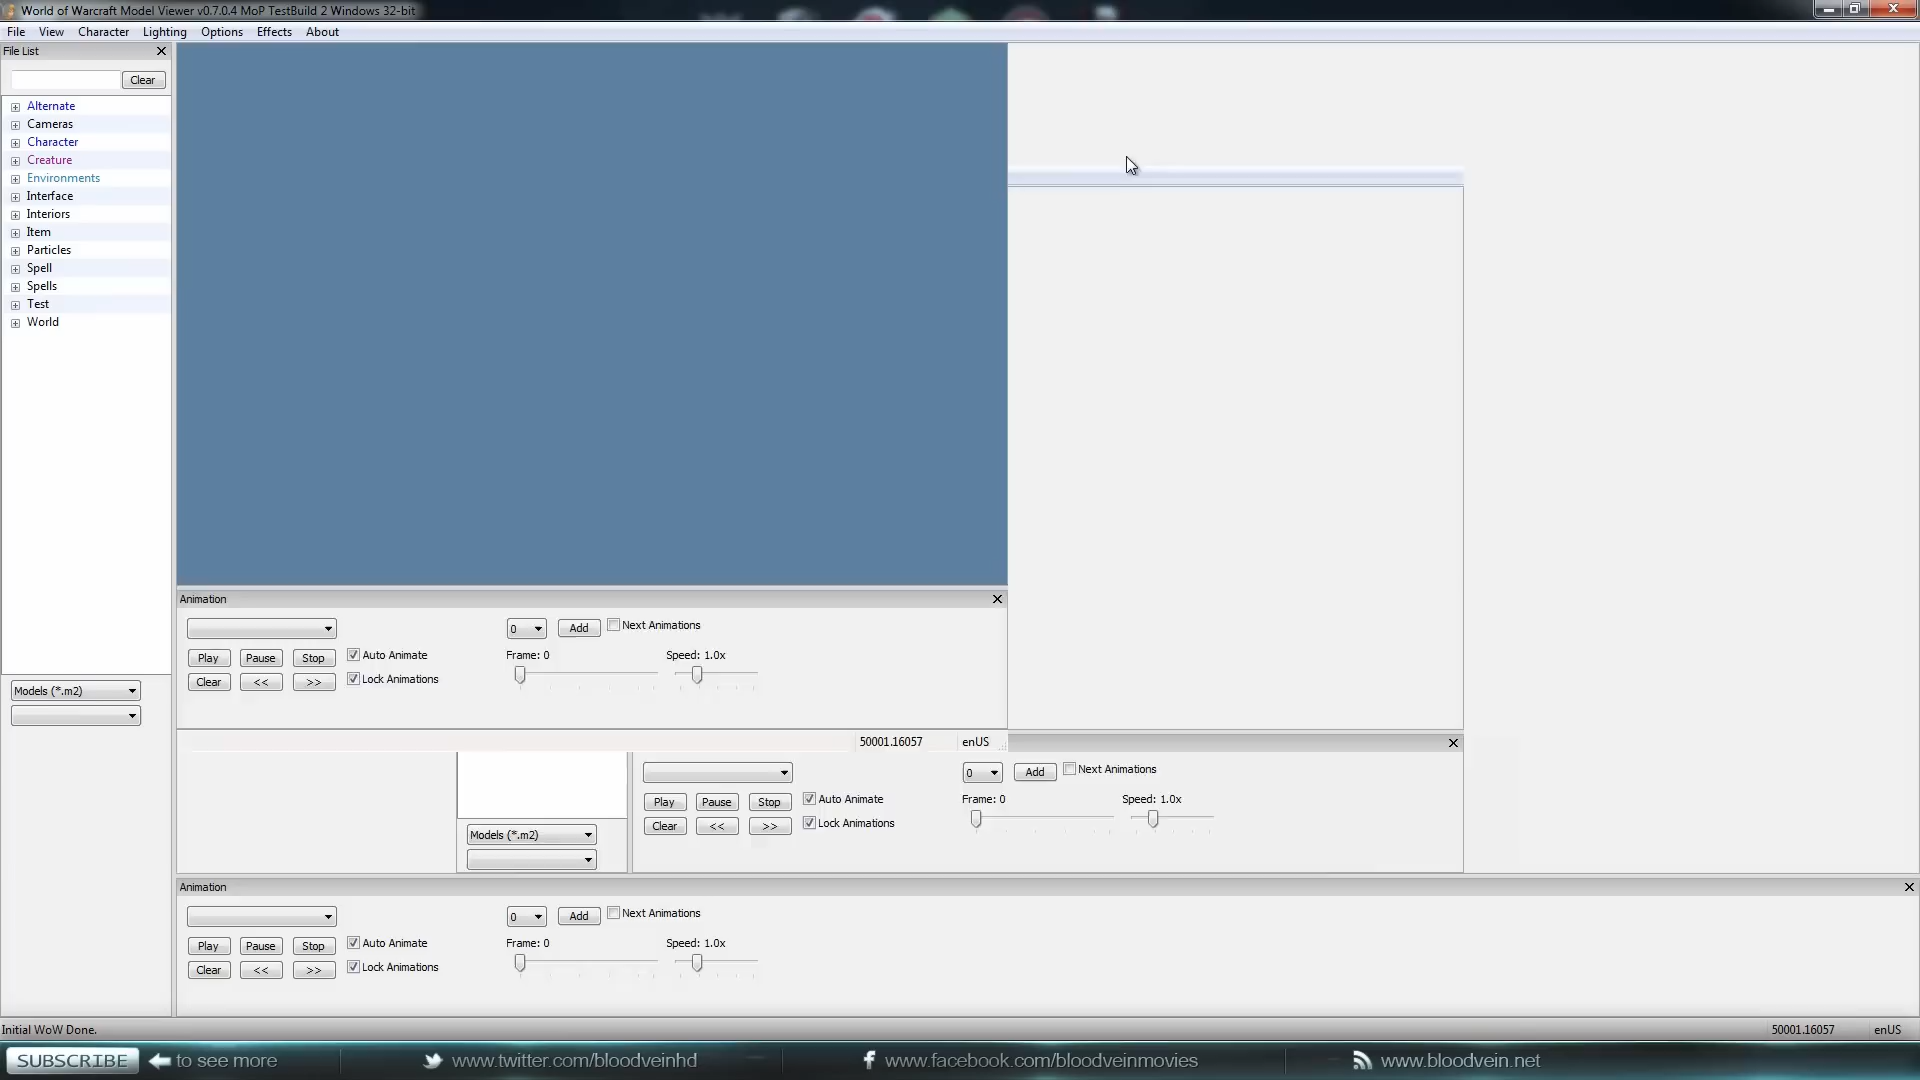 World of Warcraft Model Viewer v0.7.0.4 MoP TestBuild 2 Windows 32-bit
File View Character Lighting Options Effects About
File List
Clear
Alternate
Cameras
Character
Creature
Environments
Interface
Interiors
Item
Particles
Spell
Spells
Test
World
Models (*.m2)
Animation
0 Add Next Animations
Play Pause Stop Auto Animate Frame: 0 Speed: 1.0x
Clear << >> Lock Animations
50001.16057 enUS
0 Add Next Animations
Play Pause Stop Auto Animate Frame: 0 Speed: 1.0x
Clear << >> Lock Animations
Models (*.m2)
Animation
0 Add Next Animations
Play Pause Stop Auto Animate Frame: 0 Speed: 1.0x
Clear << >> Lock Animations
Initial WoW Done. 50001.16057 enUS
SUBSCRIBE to see more www.twitter.com/bloodveinhd www.facebook.com/bloodveinmovies www.bloodvein.net